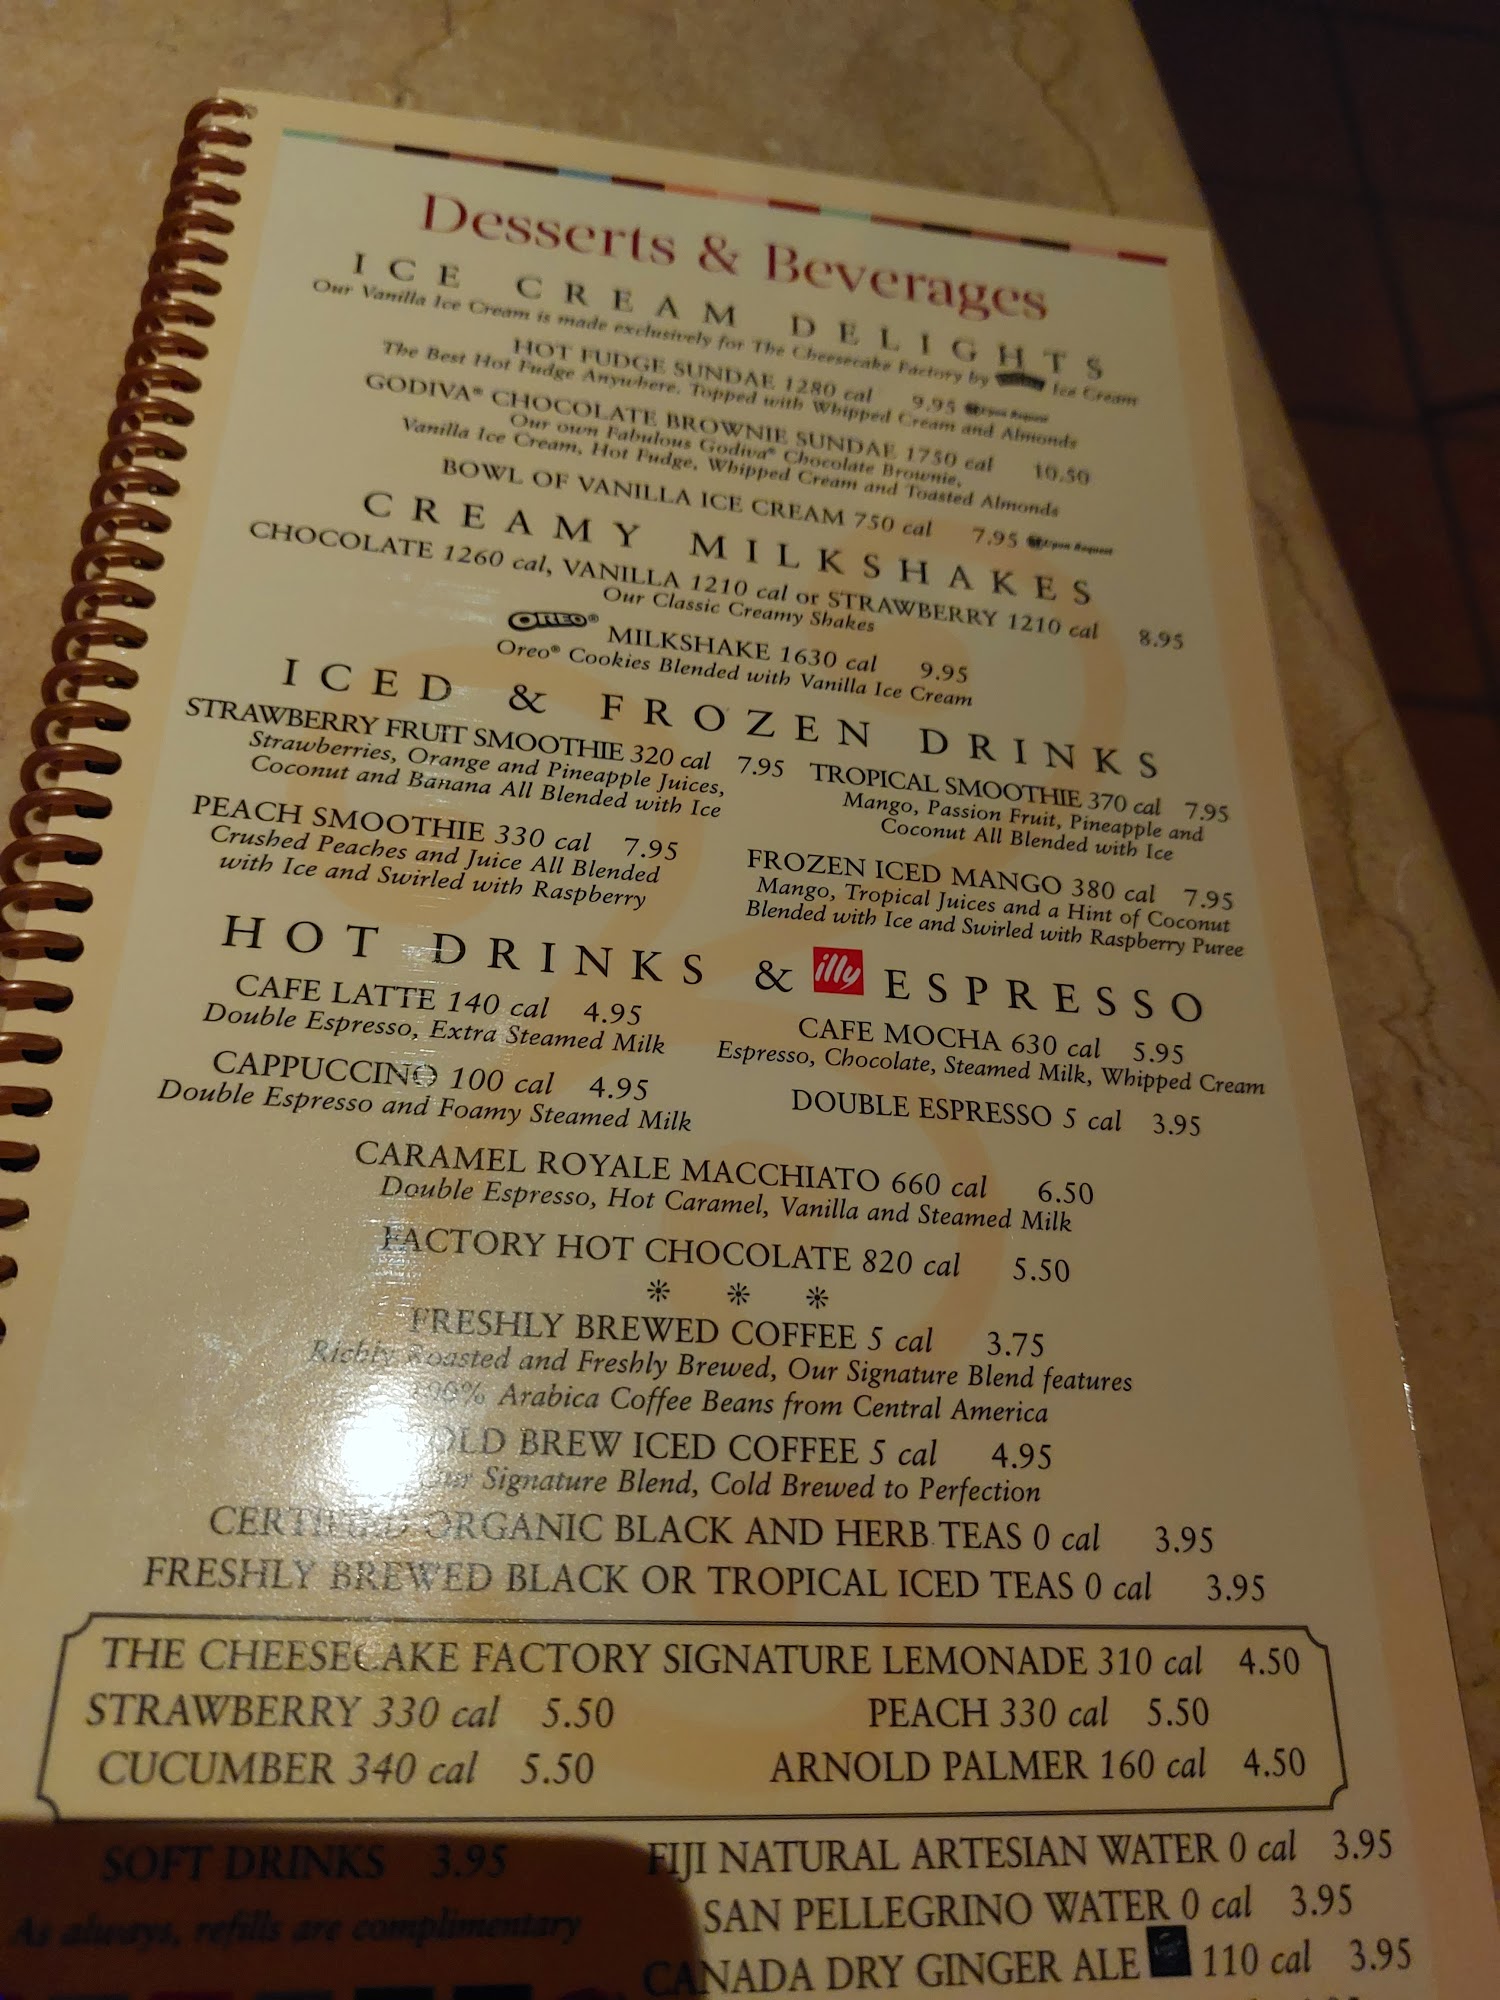 Desserts & Beverages
ICE CREAM DELIGHTS
Our Vanilla Ice Cream is made exclusively for The Cheesecake Factory by Ice Cream
HOT FUDGE SUNDAE 1280 cal 9.95 Upon Request
The Best Hot Fudge Anywhere. Topped with Whipped Cream and Almonds
GODIVA® CHOCOLATE BROWNIE SUNDAE 1750 cal 10.50
Our own Fabulous Godiva® Chocolate Brownie,
Vanilla Ice Cream, Hot Fudge, Whipped Cream and Toasted Almonds
BOWL OF VANILLA ICE CREAM 750 cal 7.95 Upon Request
CREAMY MILKSHAKES
CHOCOLATE 1260 cal, VANILLA 1210 cal or STRAWBERRY 1210 cal 8.95
Our Classic Creamy Shakes
OREO® MILKSHAKE 1630 cal 9.95
Oreo® Cookies Blended with Vanilla Ice Cream
ICED & FROZEN DRINKS
STRAWBERRY FRUIT SMOOTHIE 320 cal 7.95
Strawberries, Orange and Pineapple Juices,
Coconut and Banana All Blended with Ice
TROPICAL SMOOTHIE 370 cal 7.95
Mango, Passion Fruit, Pineapple and
Coconut All Blended with Ice
PEACH SMOOTHIE 330 cal 7.95
Crushed Peaches and Juice All Blended
with Ice and Swirled with Raspberry
FROZEN ICED MANGO 380 cal 7.95
Mango, Tropical Juices and a Hint of Coconut
Blended with Ice and Swirled with Raspberry Puree
HOT DRINKS & illy ESPRESSO
CAFE LATTE 140 cal 4.95
Double Espresso, Extra Steamed Milk
CAFE MOCHA 630 cal 5.95
Espresso, Chocolate, Steamed Milk, Whipped Cream
CAPPUCCINO 100 cal 4.95
Double Espresso and Foamy Steamed Milk
DOUBLE ESPRESSO 5 cal 3.95
CARAMEL ROYALE MACCHIATO 660 cal 6.50
Double Espresso, Hot Caramel, Vanilla and Steamed Milk
FACTORY HOT CHOCOLATE 820 cal 5.50
FRESHLY BREWED COFFEE 5 cal 3.75
Richly Roasted and Freshly Brewed, Our Signature Blend features
100% Arabica Coffee Beans from Central America
OLD BREW ICED COFFEE 5 cal 4.95
Our Signature Blend, Cold Brewed to Perfection
CERTIFIED ORGANIC BLACK AND HERB TEAS 0 cal 3.95
FRESHLY BREWED BLACK OR TROPICAL ICED TEAS 0 cal 3.95
THE CHEESECAKE FACTORY SIGNATURE LEMONADE 310 cal 4.50
STRAWBERRY 330 cal 5.50
PEACH 330 cal 5.50
CUCUMBER 340 cal 5.50
ARNOLD PALMER 160 cal 4.50
SOFT DRINKS 3.95
As always, refills are complimentary
FIJI NATURAL ARTESIAN WATER 0 cal 3.95
SAN PELLEGRINO WATER 0 cal 3.95
CANADA DRY GINGER ALE 110 cal 3.95